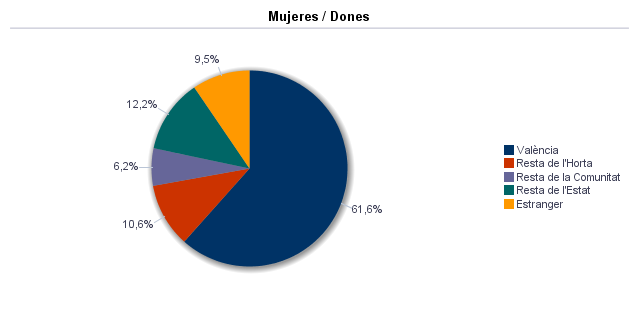 Mujeres / Dones
9,5%
12,2%
6,2%
10,6%
61,6%
València
Resta de l'Horta
Resta de la Comunitat
Resta de l'Estat
Estranger